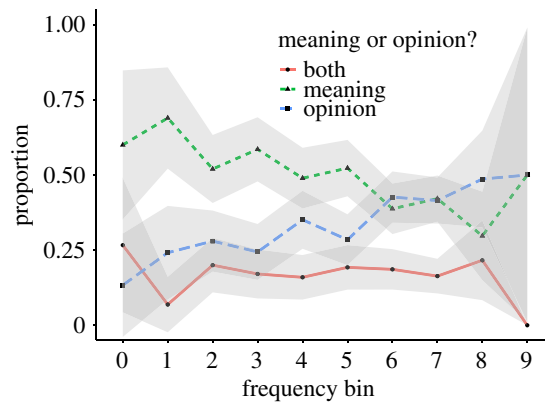 meaning or opinion?
both
meaning
opinion
proportion
1.00
0.75
0.50
0.25
0
0 1 2 3 4 5 6 7 8 9
frequency bin